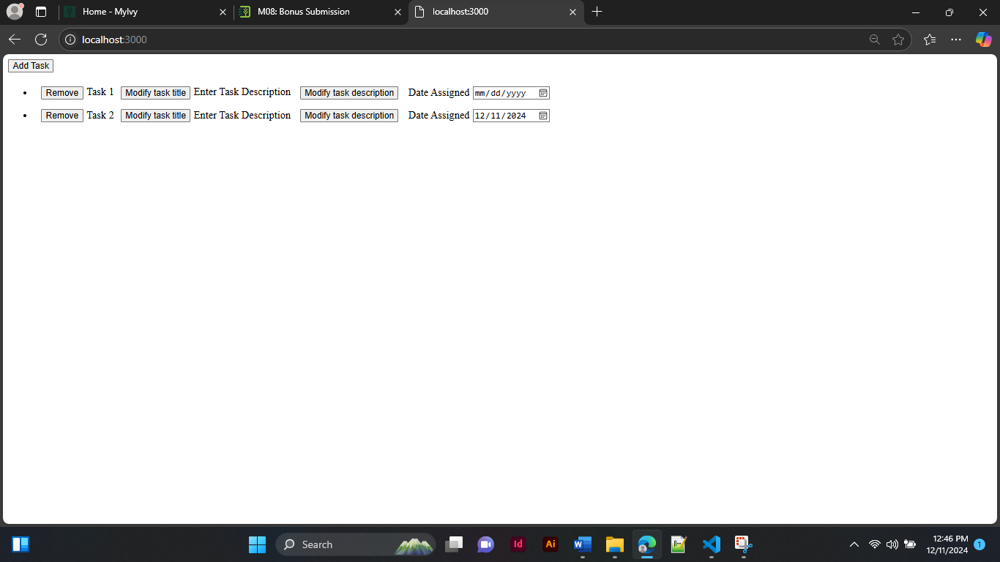 Home - MyIvy
M08: Bonus Submission
localhost:3000
localhost:3000
Add Task
Remove Task 1 Modify task title Enter Task Description Modify task description Date Assigned mm/dd/yyyy
Remove Task 2 Modify task title Enter Task Description Modify task description Date Assigned 12/11/2024
Search
Id
Ai
W
12:46 PM
12/11/2024
1